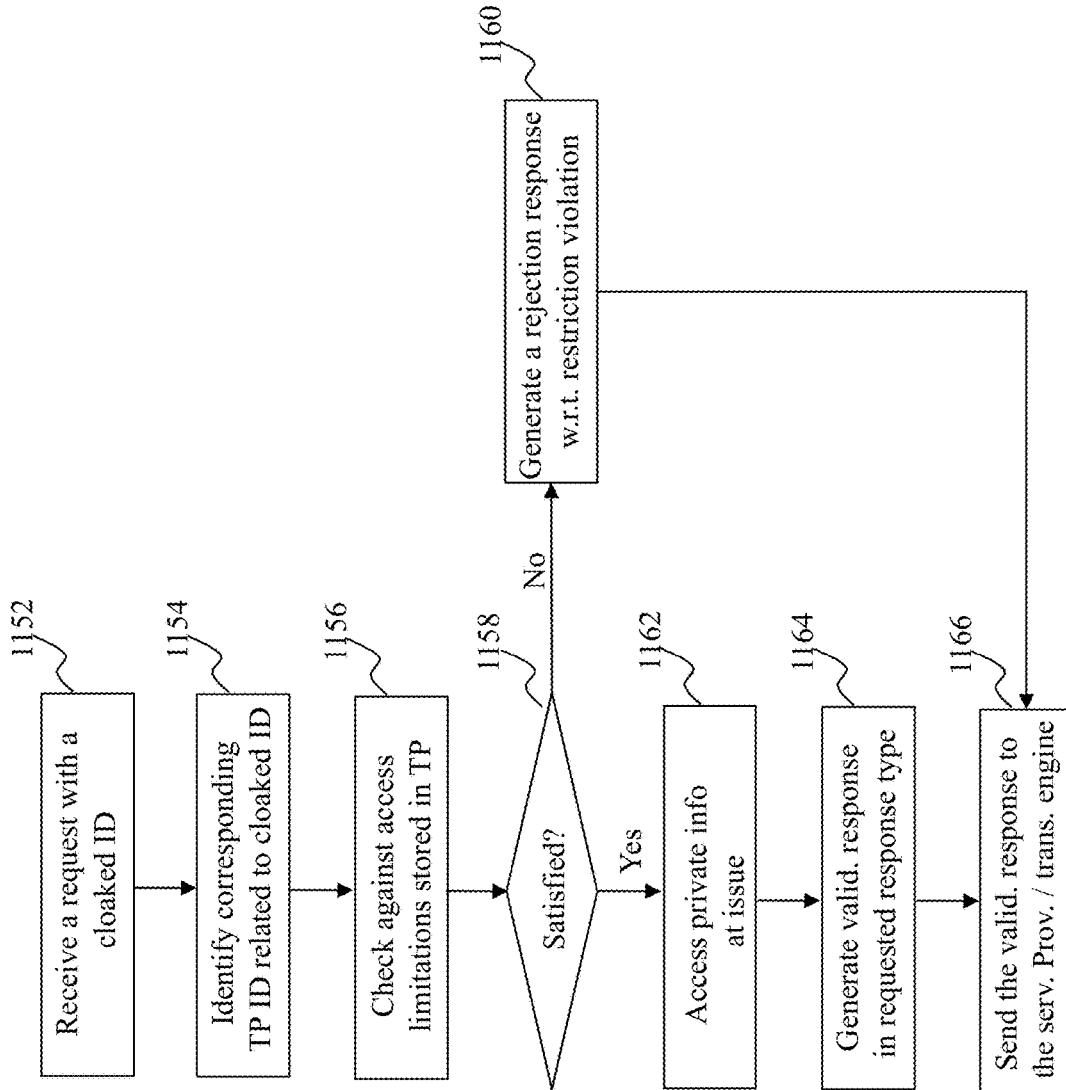 1152
Receive a request with a
cloaked ID
1154
Identify corresponding
TP ID related to cloaked ID
1156
Check against access
limitations stored in TP
1158
Satisfied?
No
Yes
1160
Generate a rejection response
w.r.t. restriction violation
1162
Access private info
at issue
1164
Generate valid. response
in requested response type
1166
Send the valid. response to
the serv. Prov. / trans. engine